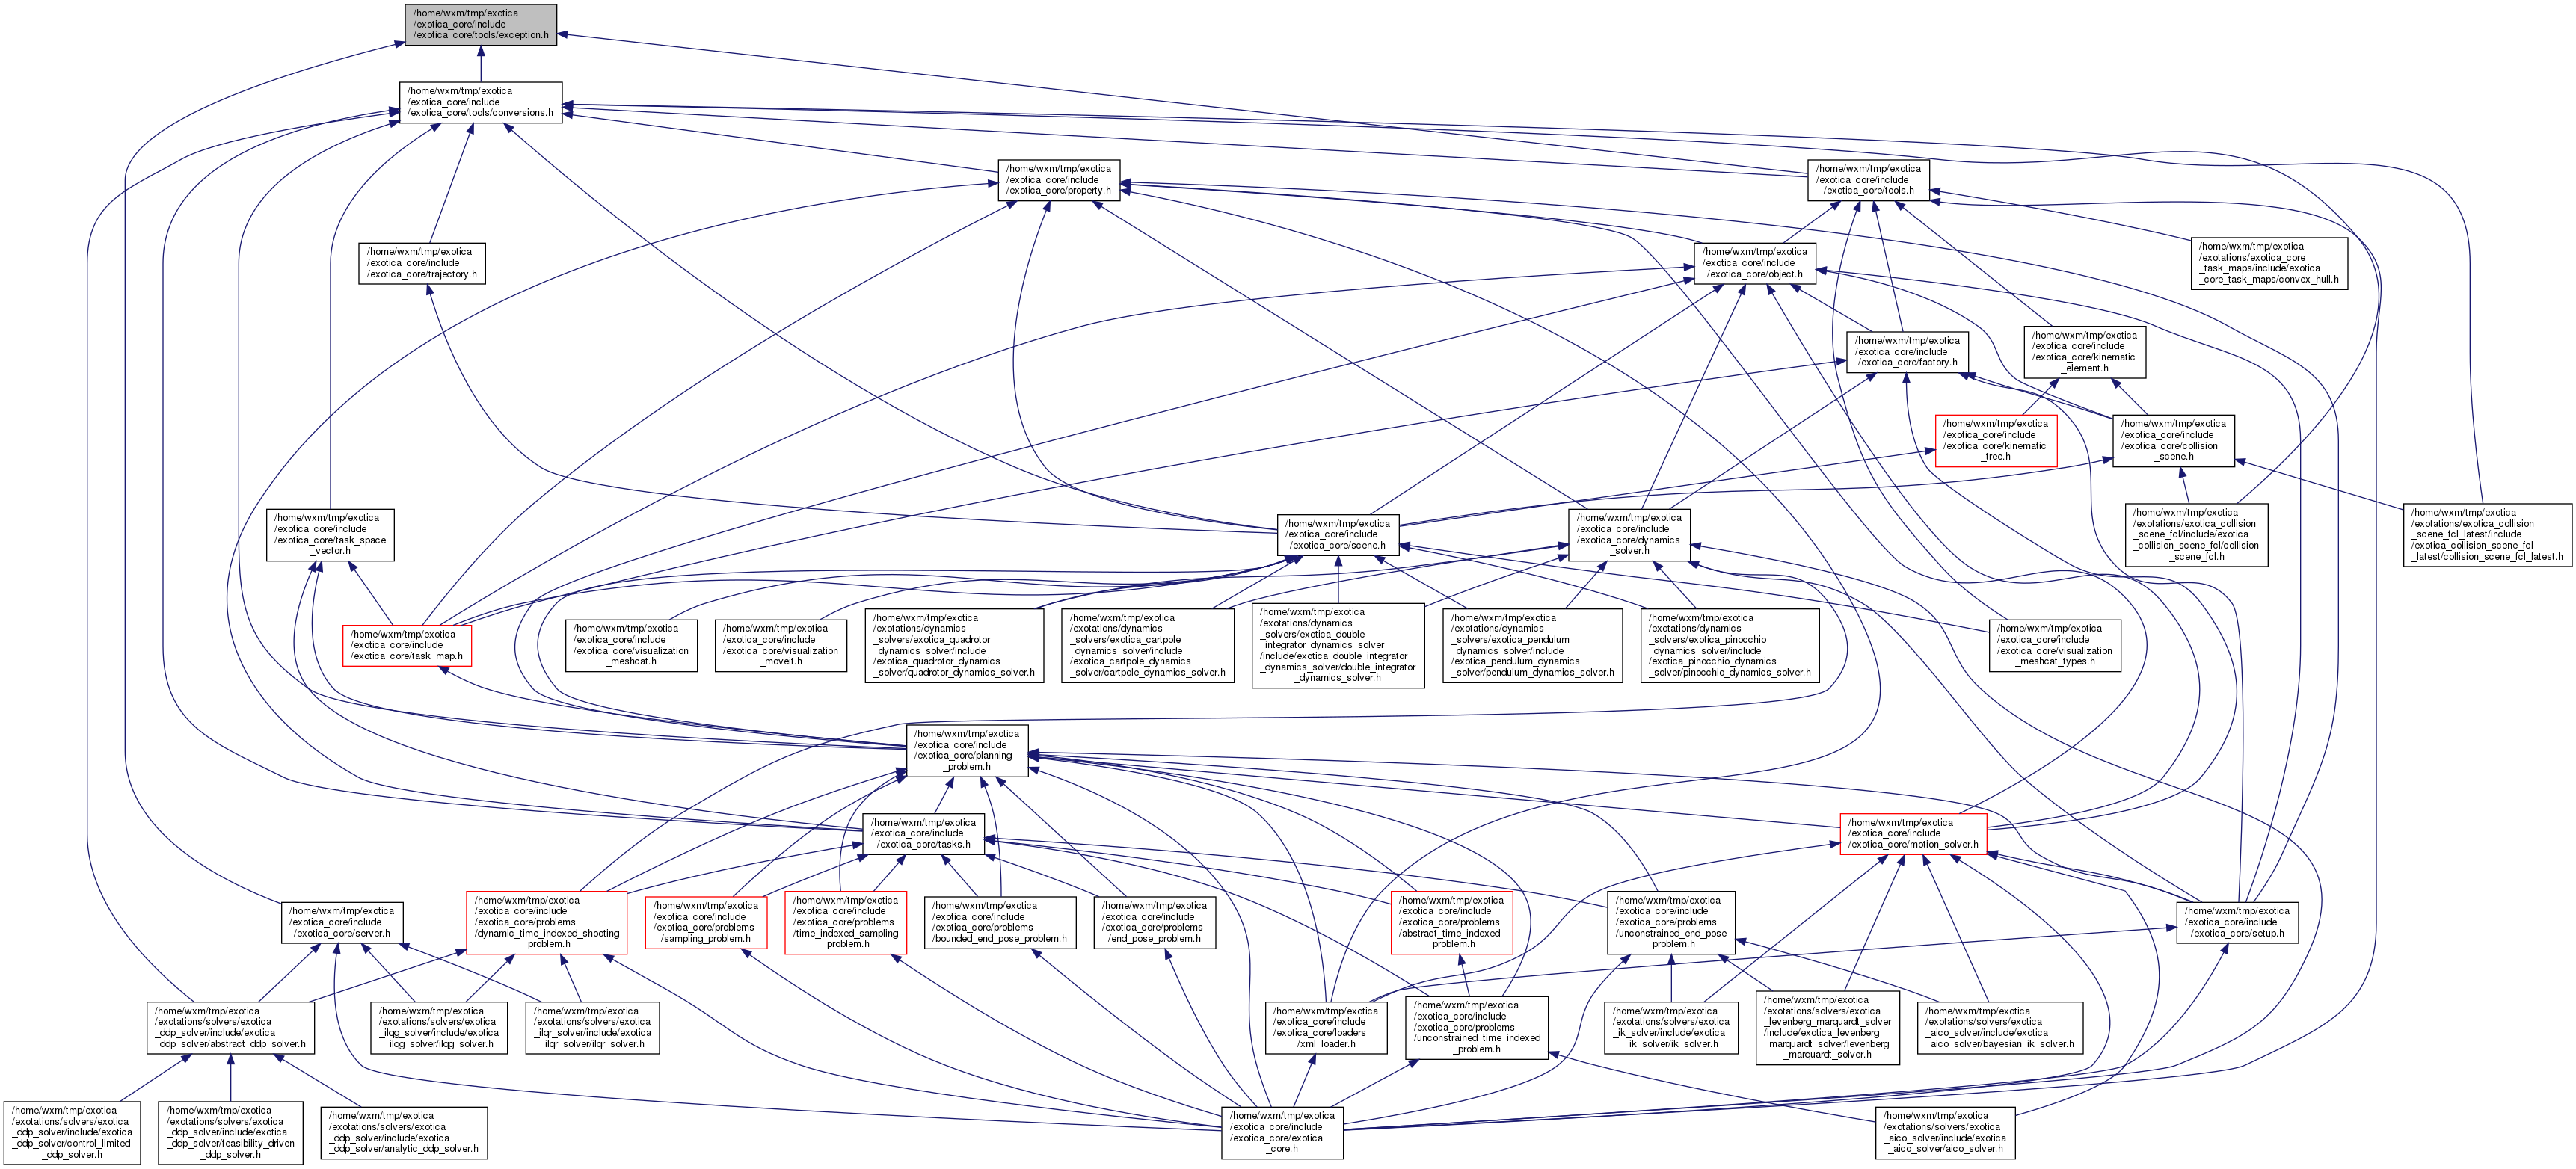 /home/wxm/tmp/exotica
/exotica_core/include
/exotica_core/tools/exception.h
/home/wxm/tmp/exotica
/exotica_core/include
/exotica_core/tools/conversions.h
/home/wxm/tmp/exotica
/exotica_core/include
/exotica_core/property.h
/home/wxm/tmp/exotica
/exotica_core/include
/exotica_core/tools.h
/home/wxm/tmp/exotica
/exotica_core/include
/exotica_core/trajectory.h
/home/wxm/tmp/exotica
/exotica_core/include
/exotica_core/object.h
/home/wxm/tmp/exotica
/exotations/exotica_core
_task_maps/include/exotica
_core_task_maps/convex_hull.h
/home/wxm/tmp/exotica
/exotica_core/include
/exotica_core/factory.h
/home/wxm/tmp/exotica
/exotica_core/include
/exotica_core/kinematic
_element.h
/home/wxm/tmp/exotica
/exotica_core/include
/exotica_core/kinematic
_tree.h
/home/wxm/tmp/exotica
/exotica_core/include
/exotica_core/collision
_scene.h
/home/wxm/tmp/exotica
/exotica_core/include
/exotica_core/task_space
_vector.h
/home/wxm/tmp/exotica
/exotica_core/include
/exotica_core/scene.h
/home/wxm/tmp/exotica
/exotica_core/include
/exotica_core/dynamics
_solver.h
/home/wxm/tmp/exotica
/exotations/exotica_collision
_scene_fcl/include/exotica
_collision_scene_fcl/collision
_scene_fcl.h
/home/wxm/tmp/exotica
/exotations/exotica_collision
_scene_fcl_latest/include
/exotica_collision_scene_fcl
_latest/collision_scene_fcl_latest.h
/home/wxm/tmp/exotica
/exotica_core/include
/exotica_core/task_map.h
/home/wxm/tmp/exotica
/exotica_core/include
/exotica_core/visualization
_meshcat.h
/home/wxm/tmp/exotica
/exotica_core/include
/exotica_core/visualization
_moveit.h
/home/wxm/tmp/exotica
/exotations/dynamics
_solvers/exotica_quadrotor
_dynamics_solver/include
/exotica_quadrotor_dynamics
_solver/quadrotor_dynamics_solver.h
/home/wxm/tmp/exotica
/exotations/dynamics
_solvers/exotica_cartpole
_dynamics_solver/include
/exotica_cartpole_dynamics
_solver/cartpole_dynamics_solver.h
/home/wxm/tmp/exotica
/exotations/dynamics
_solvers/exotica_double
_integrator_dynamics_solver
/include/exotica_double_integrator
_dynamics_solver/double_integrator
_dynamics_solver.h
/home/wxm/tmp/exotica
/exotations/dynamics
_solvers/exotica_pendulum
_dynamics_solver/include
/exotica_pendulum_dynamics
_solver/pendulum_dynamics_solver.h
/home/wxm/tmp/exotica
/exotations/dynamics
_solvers/exotica_pinocchio
_dynamics_solver/include
/exotica_pinocchio_dynamics
_solver/pinocchio_dynamics_solver.h
/home/wxm/tmp/exotica
/exotica_core/include
/exotica_core/visualization
_meshcat_types.h
/home/wxm/tmp/exotica
/exotica_core/include
/exotica_core/planning
_problem.h
/home/wxm/tmp/exotica
/exotica_core/include
/exotica_core/tasks.h
/home/wxm/tmp/exotica
/exotica_core/include
/exotica_core/motion_solver.h
/home/wxm/tmp/exotica
/exotica_core/include
/exotica_core/server.h
/home/wxm/tmp/exotica
/exotica_core/include
/exotica_core/problems
/dynamic_time_indexed_shooting
_problem.h
/home/wxm/tmp/exotica
/exotica_core/include
/exotica_core/problems
/sampling_problem.h
/home/wxm/tmp/exotica
/exotica_core/include
/exotica_core/problems
/time_indexed_sampling
_problem.h
/home/wxm/tmp/exotica
/exotica_core/include
/exotica_core/problems
/bounded_end_pose_problem.h
/home/wxm/tmp/exotica
/exotica_core/include
/exotica_core/problems
/end_pose_problem.h
/home/wxm/tmp/exotica
/exotica_core/include
/exotica_core/problems
/abstract_time_indexed
_problem.h
/home/wxm/tmp/exotica
/exotica_core/include
/exotica_core/problems
/unconstrained_end_pose
_problem.h
/home/wxm/tmp/exotica
/exotica_core/include
/exotica_core/setup.h
/home/wxm/tmp/exotica
/exotations/solvers/exotica
_ddp_solver/include/exotica
_ddp_solver/abstract_ddp_solver.h
/home/wxm/tmp/exotica
/exotations/solvers/exotica
_ilqg_solver/include/exotica
_ilqg_solver/ilqg_solver.h
/home/wxm/tmp/exotica
/exotations/solvers/exotica
_ilqr_solver/include/exotica
_ilqr_solver/ilqr_solver.h
/home/wxm/tmp/exotica
/exotica_core/include
/exotica_core/loaders
/xml_loader.h
/home/wxm/tmp/exotica
/exotica_core/include
/exotica_core/problems
/unconstrained_time_indexed
_problem.h
/home/wxm/tmp/exotica
/exotations/solvers/exotica
_ik_solver/include/exotica
_ik_solver/ik_solver.h
/home/wxm/tmp/exotica
/exotations/solvers/exotica
_levenberg_marquardt_solver
/include/exotica_levenberg
_marquardt_solver/levenberg
_marquardt_solver.h
/home/wxm/tmp/exotica
/exotations/solvers/exotica
_aico_solver/include/exotica
_aico_solver/bayesian_ik_solver.h
/home/wxm/tmp/exotica
/exotations/solvers/exotica
_ddp_solver/include/exotica
_ddp_solver/control_limited
_ddp_solver.h
/home/wxm/tmp/exotica
/exotations/solvers/exotica
_ddp_solver/include/exotica
_ddp_solver/feasibility_driven
_ddp_solver.h
/home/wxm/tmp/exotica
/exotations/solvers/exotica
_ddp_solver/include/exotica
_ddp_solver/analytic_ddp_solver.h
/home/wxm/tmp/exotica
/exotica_core/include
/exotica_core/exotica
_core.h
/home/wxm/tmp/exotica
/exotations/solvers/exotica
_aico_solver/include/exotica
_aico_solver/aico_solver.h